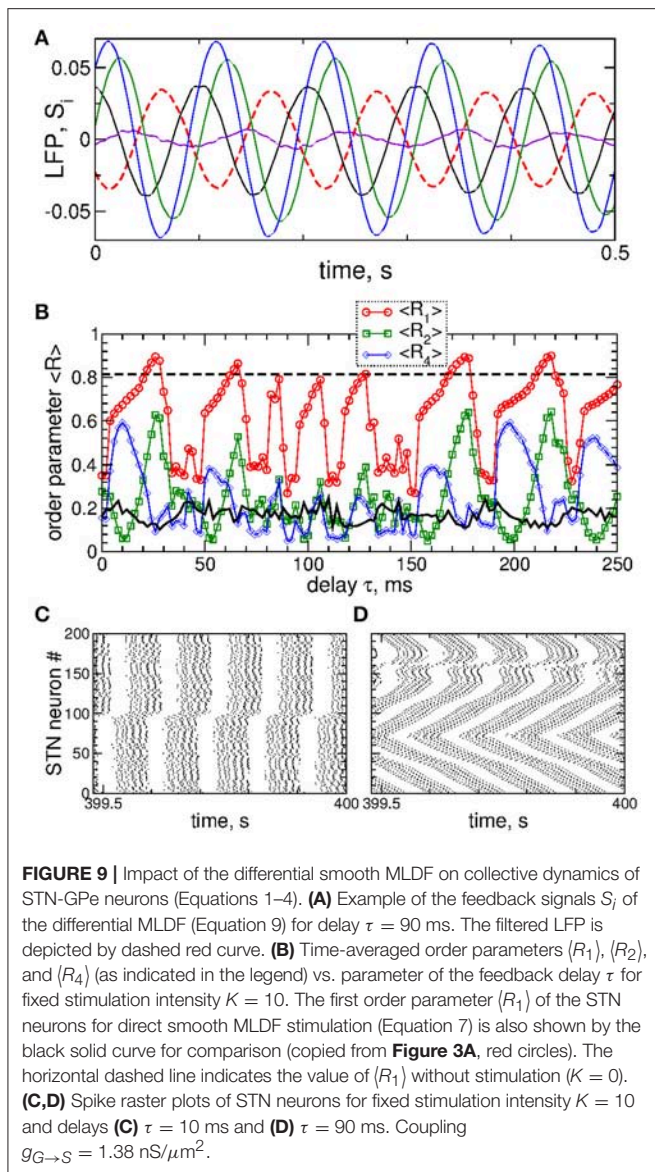 A
LFP, S_i
0.05
0
-0.05
0
0.5
time, s
B
<R_1>
<R_2>
<R_4>
order parameter <R>
1
0.8
0.6
0.4
0.2
0
0
50
100
150
200
250
delay τ, ms
C
D
STN neuron #
200
150
100
50
0
399.5
400
399.5
400
time, s
time, s
FIGURE 9 | Impact of the differential smooth MLDF on collective dynamics of
STN-GPe neurons (Equations 1–4). (A) Example of the feedback signals S_i of
the differential MLDF (Equation 9) for delay τ = 90 ms. The filtered LFP is
depicted by dashed red curve. (B) Time-averaged order parameters ⟨R_1⟩, ⟨R_2⟩,
and ⟨R_4⟩ (as indicated in the legend) vs. parameter of the feedback delay τ for
fixed stimulation intensity K = 10. The first order parameter ⟨R_1⟩ of the STN
neurons for direct smooth MLDF stimulation (Equation 7) is also shown by the
black solid curve for comparison (copied from Figure 3A, red circles). The
horizontal dashed line indicates the value of ⟨R_1⟩ without stimulation (K = 0).
(C,D) Spike raster plots of STN neurons for fixed stimulation intensity K = 10
and delays (C) τ = 10 ms and (D) τ = 90 ms. Coupling
g_{G→S} = 1.38 nS/μm².